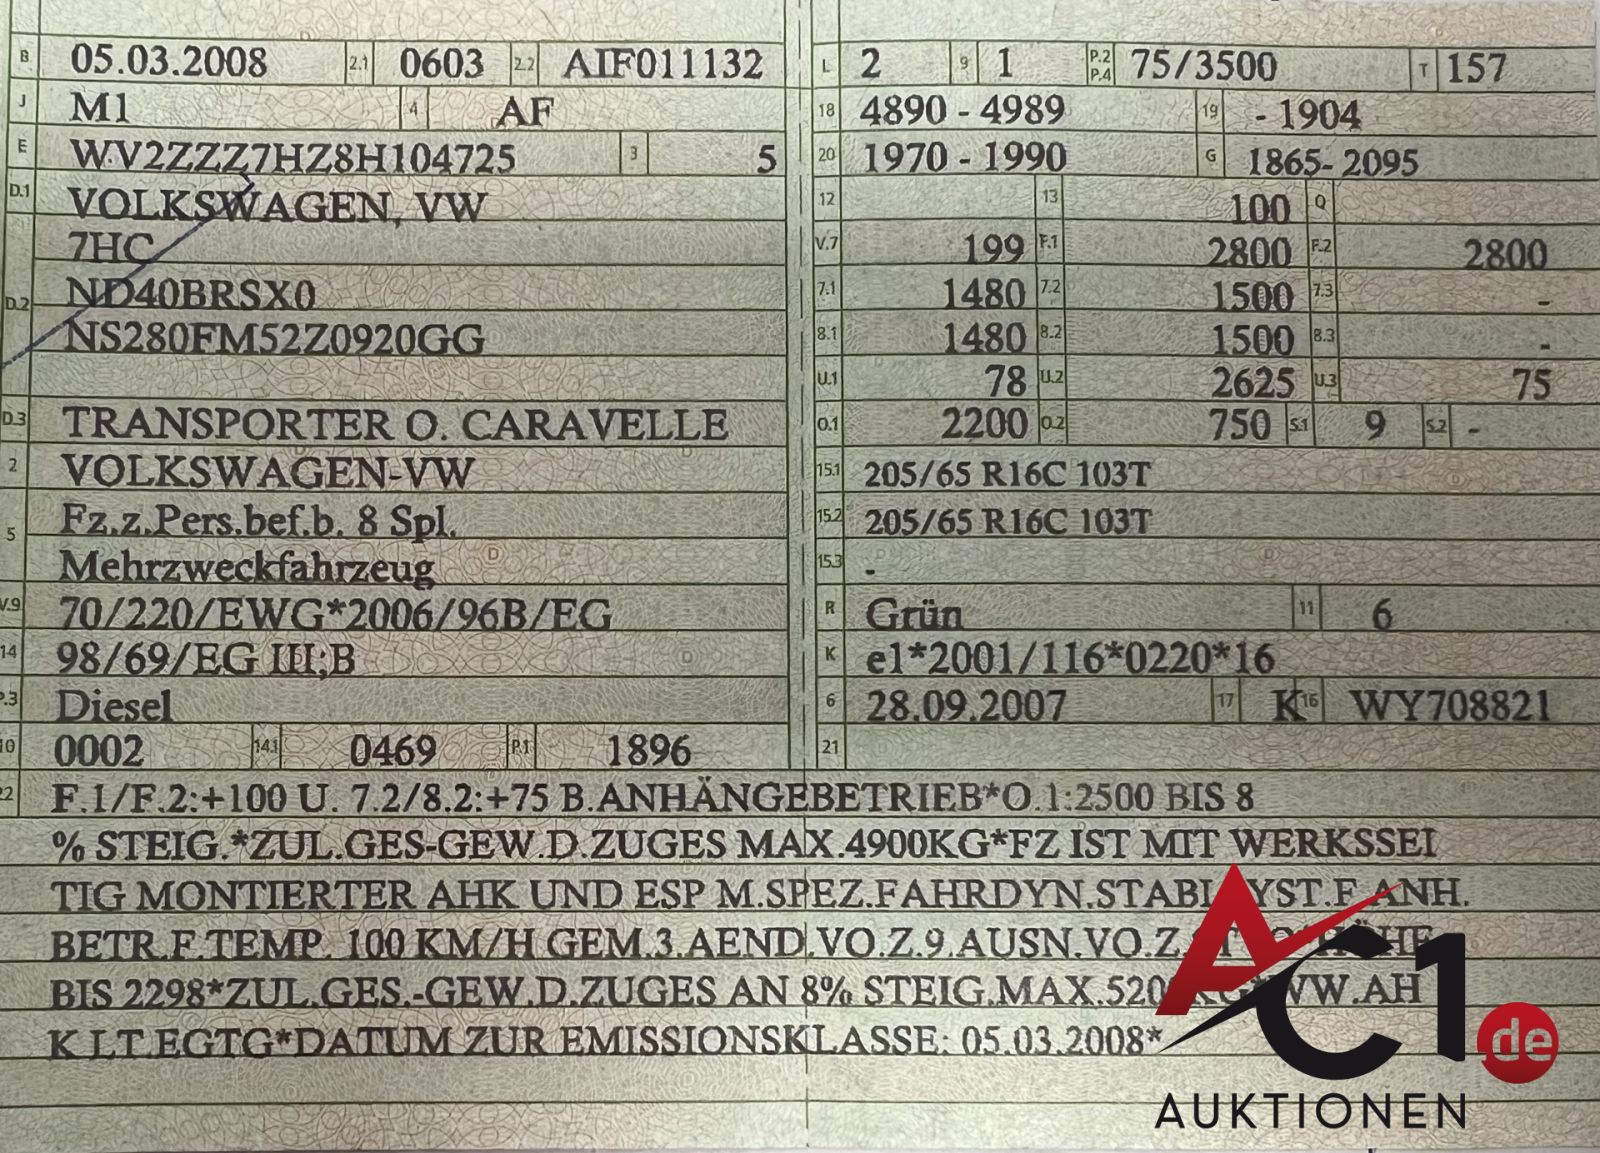 B 05.03.2008 2.1 0603 2.2 AIF011132
J M1 4 AF
E WV2ZZZ7HZ8H104725 3 5
D.1 VOLKSWAGEN, VW
7HC
D.2 ND40BRSX0
NS280FM52Z0920GG
D.3 TRANSPORTER O. CARAVELLE
2 VOLKSWAGEN-VW
5 Fz.z.Pers.bef.b. 8 Spl.
Mehrzweckfahrzeug
V.9 70/220/EWG*2006/96B/EG
14 98/69/EG III;B
P.3 Diesel
10 0002 14.1 0469 P.1 1896
L 2 9 1 P.2 P.4 75/3500 T 157
18 4890 - 4989 19 - 1904
20 1970 - 1990 G 1865- 2095
12 13 100 Q
V.7 199 F.1 2800 F.2 2800
7.1 1480 7.2 1500 7.3 -
8.1 1480 8.2 1500 8.3 -
U.1 78 U.2 2625 U.3 75
O.1 2200 O.2 750 S.1 9 S.2 -
15.1 205/65 R16C 103T
15.2 205/65 R16C 103T
15.3 -
R Grün 11 6
K e1*2001/116*0220*16
6 28.09.2007 17 K 16 WY708821
21
22 F.1/F.2:+100 U. 7.2/8.2:+75 B.ANHÄNGEBETRIEB*O.1:2500 BIS 8
% STEIG.*ZUL.GES-GEW.D.ZUGES MAX.4900KG*FZ IST MIT WERKSSEI
TIG MONTIERTER AHK UND ESP M.SPEZ.FAHRDYN.STABI YST.F.ANH.
BETR.F.TEMP. 100 KM/H GEM.3.AEND.VO.Z.9.AUSN.VO.Z
BIS 2298*ZUL.GES.-GEW.D.ZUGES AN 8% STEIG.MAX.520 KG*WW.AH
K LT.EGTG*DATUM ZUR EMISSIONSKLASSE: 05.03.2008*
AC1.de
AUKTIONEN